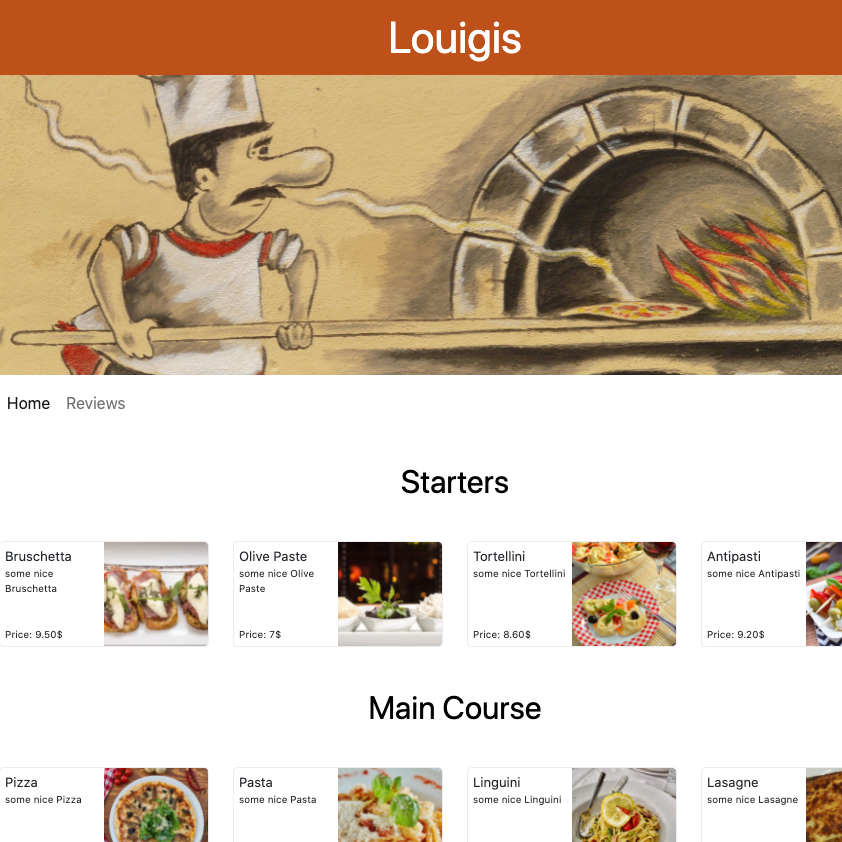 Louigis
Home Reviews
Starters
Bruschetta
some nice
Bruschetta
Price: 9.50$
Olive Paste
some nice Olive
Paste
Price: 7$
Tortellini
some nice Tortellini
Price: 8.60$
Antipasti
some nice Antipasti
Price: 9.20$
Main Course
Pizza
some nice Pizza
Pasta
some nice Pasta
Linguini
some nice Linguini
Lasagne
some nice Lasagne